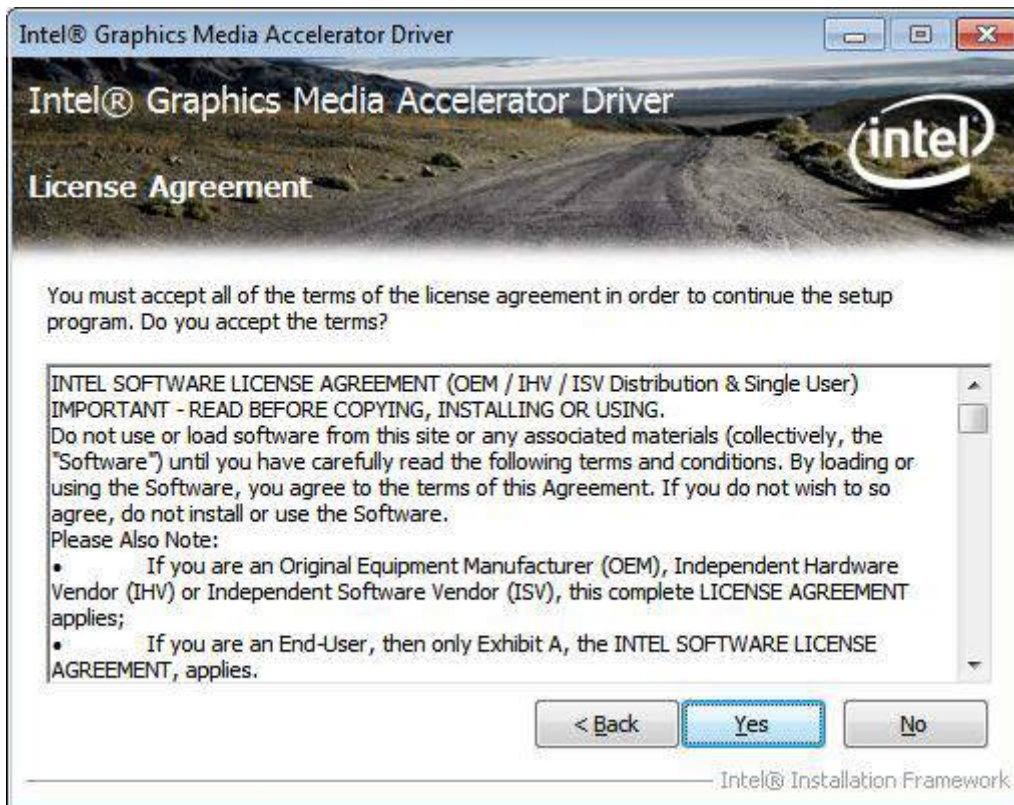 Intel® Graphics Media Accelerator Driver
Intel® Graphics Media Accelerator Driver
intel
License Agreement
You must accept all of the terms of the license agreement in order to continue the setup
program. Do you accept the terms?
INTEL SOFTWARE LICENSE AGREEMENT (OEM / IHV / ISV Distribution & Single User)
IMPORTANT - READ BEFORE COPYING, INSTALLING OR USING.
Do not use or load software from this site or any associated materials (collectively, the
"Software") until you have carefully read the following terms and conditions. By loading or
using the Software, you agree to the terms of this Agreement. If you do not wish to so
agree, do not install or use the Software.
Please Also Note:
• If you are an Original Equipment Manufacturer (OEM), Independent Hardware
Vendor (IHV) or Independent Software Vendor (ISV), this complete LICENSE AGREEMENT
applies;
• If you are an End-User, then only Exhibit A, the INTEL SOFTWARE LICENSE
AGREEMENT, applies.
< Back Yes No
Intel® Installation Framework